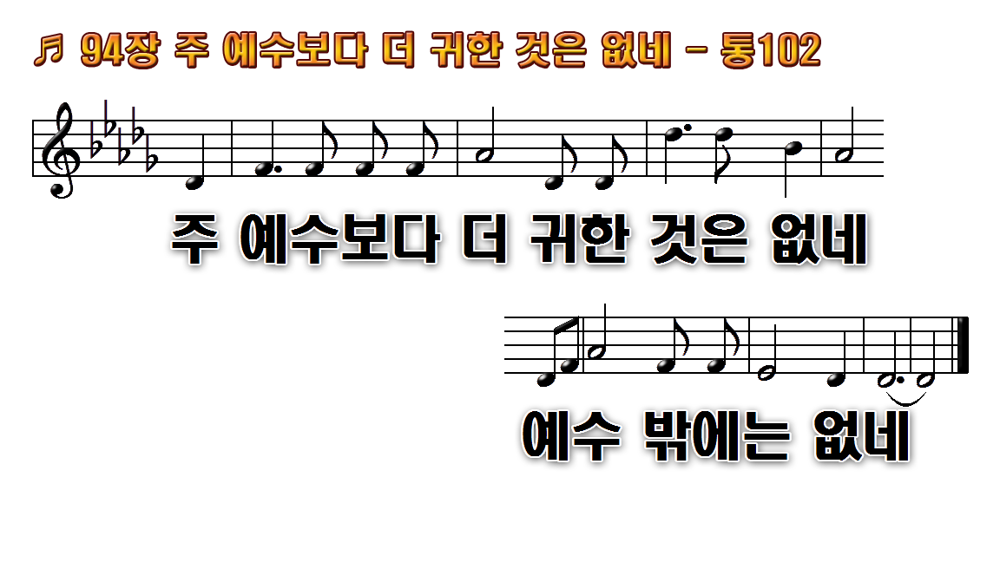 ♬ 94장 주 예수보다 더 귀한 것은 없네 - 통102
주 예수보다 더 귀한 것은 없네
예수 밖에는 없네